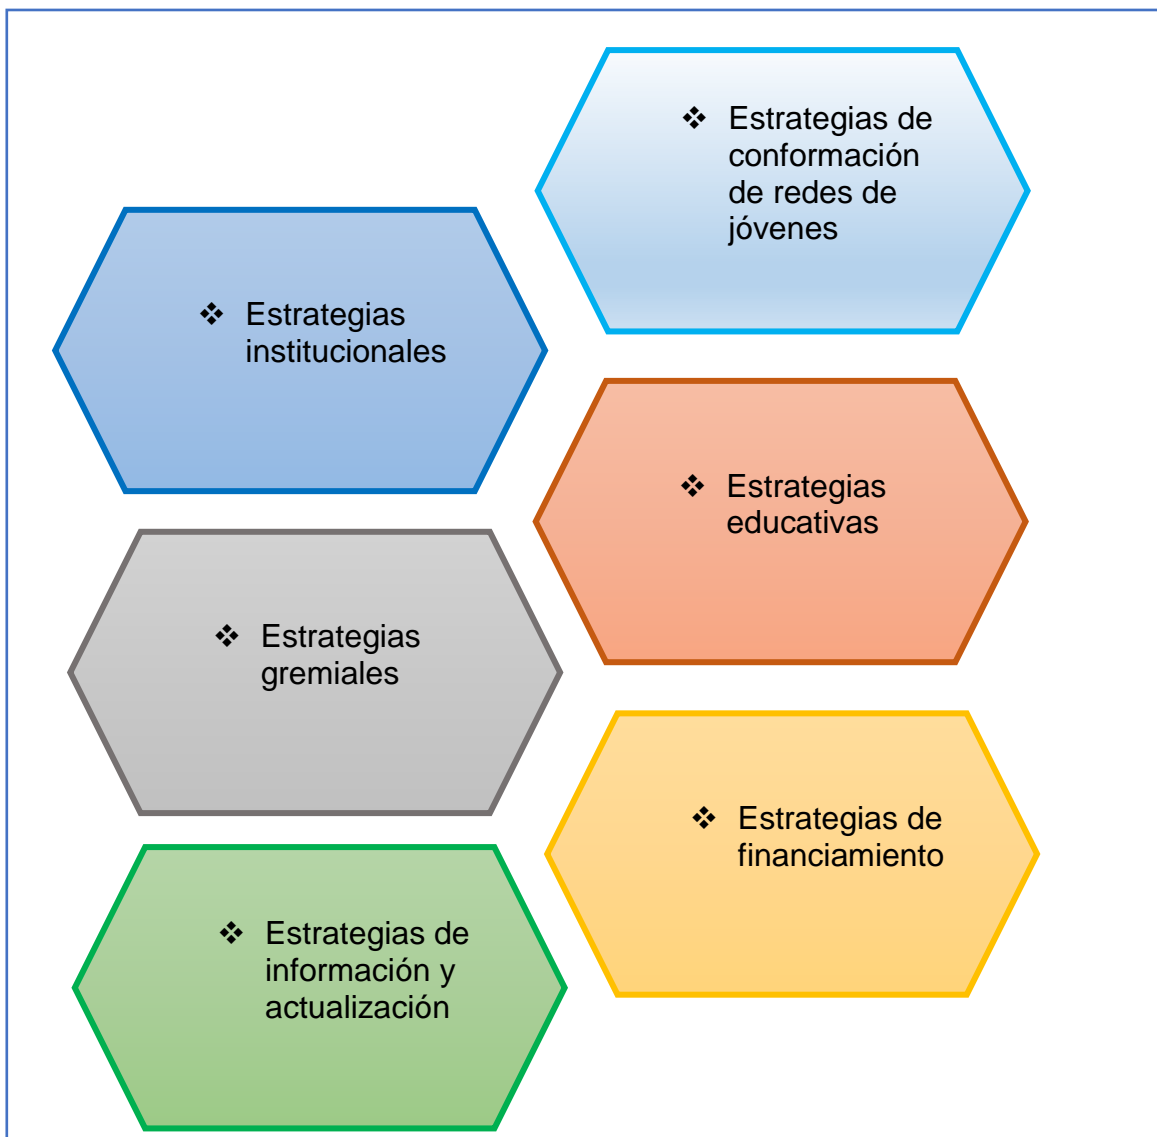 ❖ Estrategias de
conformación
de redes de
jóvenes
❖ Estrategias
institucionales
❖ Estrategias
educativas
❖ Estrategias
gremiales
❖ Estrategias de
financiamiento
❖ Estrategias de
información y
actualización